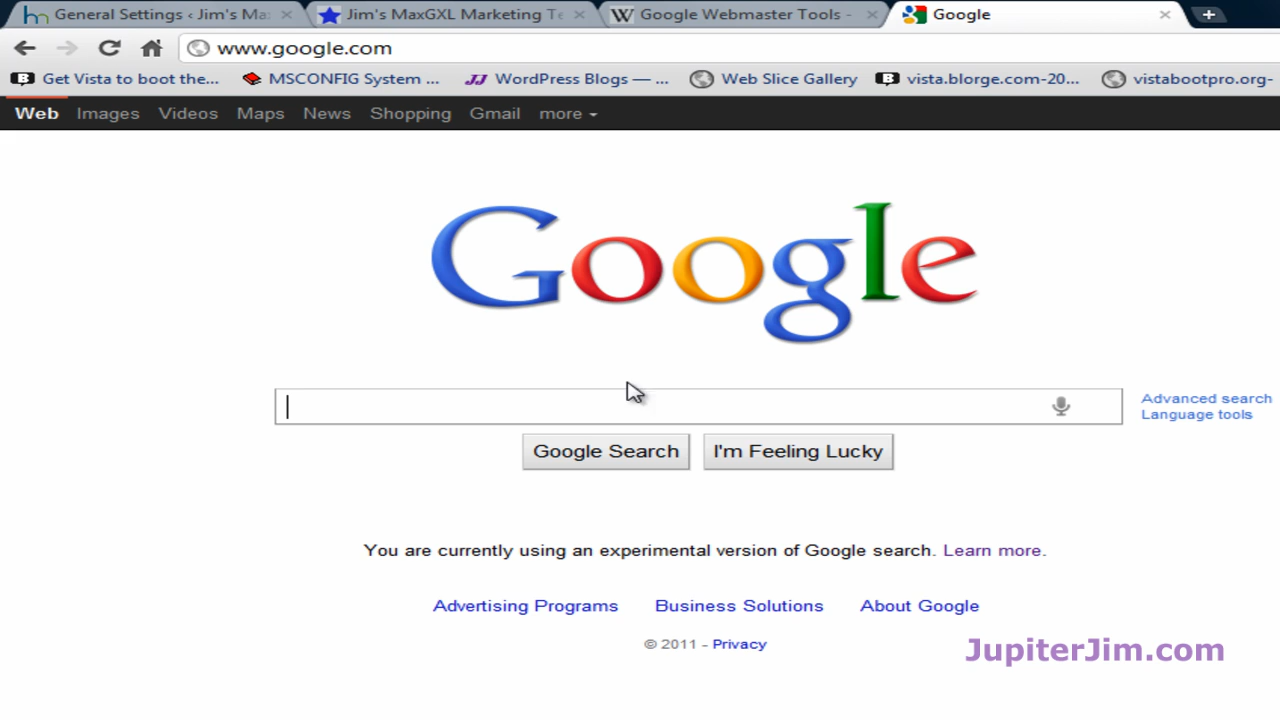 General Settings ‹ Jim's Ma
Jim's MaxGXL Marketing Te
Google Webmaster Tools -
Google
www.google.com
Get Vista to boot the...
MSCONFIG System ...
WordPress Blogs — ...
Web Slice Gallery
vista.blorge.com-20...
vistabootpro.org-
Web Images Videos Maps News Shopping Gmail more
Google
Advanced search
Language tools
Google Search
I'm Feeling Lucky
You are currently using an experimental version of Google search. Learn more.
Advertising Programs Business Solutions About Google
© 2011 - Privacy
JupiterJim.com